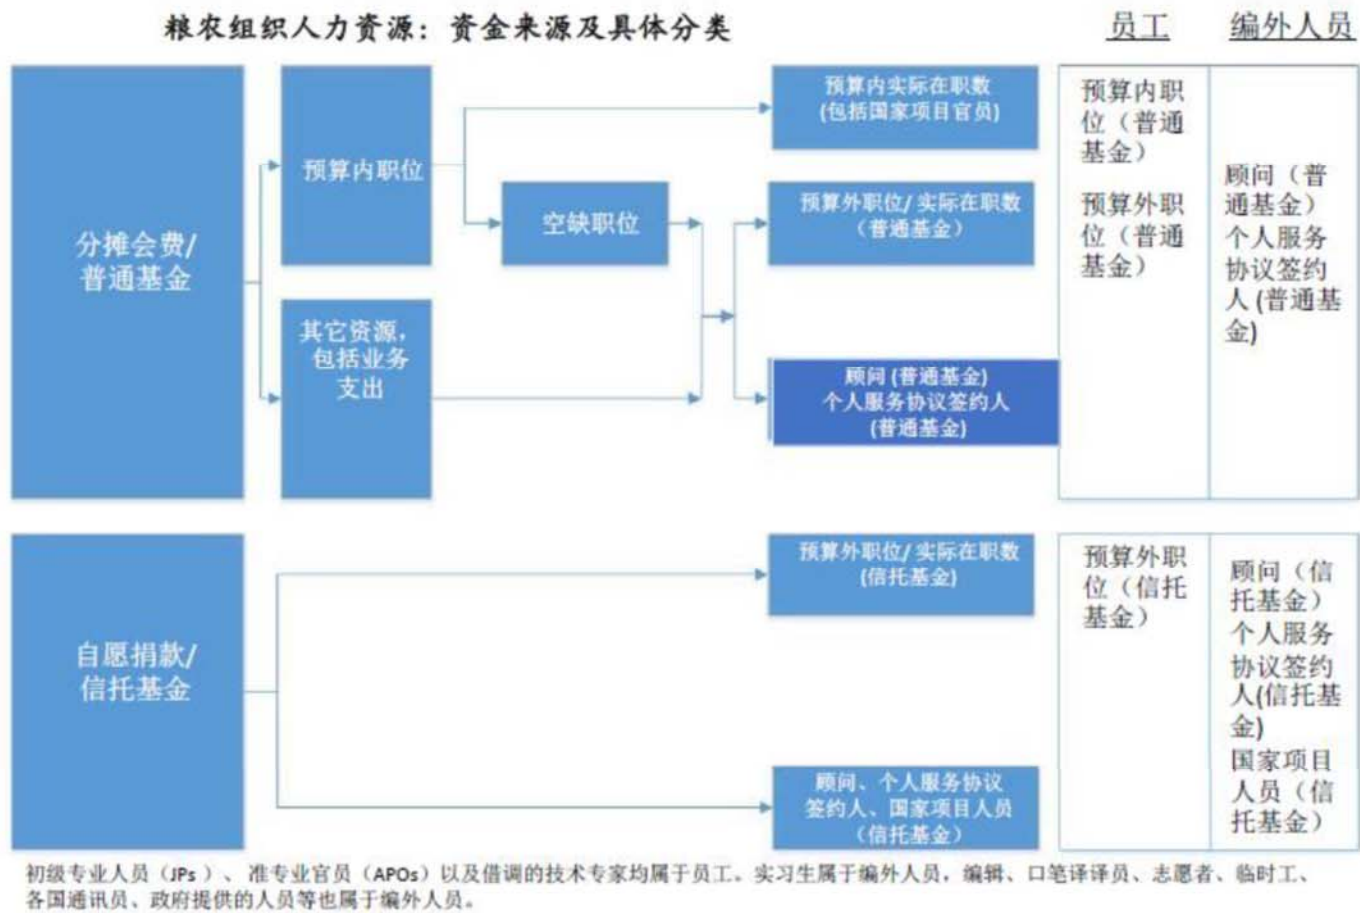 粮农组织人力资源：资金来源及具体分类
员工
编外人员
分摊会费/
普通基金
预算内职位
其它资源，
包括业务
支出
空缺职位
预算内实际在职数
(包括国家项目官员)
预算外职位/实际在职数
（普通基金）
顾问(普通基金)
个人服务协议签约人
(普通基金)
预算内职
位（普通
基金）
预算外职
位（普通
基金）
顾问（普
通基金）
个人服务
协议签约
人(普通基
金)
自愿捐款/
信托基金
预算外职位/实际在职数
(信托基金)
顾问、个人服务协议
签约人、国家项目人员
（信托基金）
预算外职
位（信托
基金）
顾问（信
托基金）
个人服务
协议签约
人(信托基
金)
国家项目
人员（信
托基金）
初级专业人员（JPs）、准专业官员（APOs）以及借调的技术专家均属于员工。实习生属于编外人员，编辑、口笔译译员、志愿者、临时工、
各国通讯员、政府提供的人员等也属于编外人员。